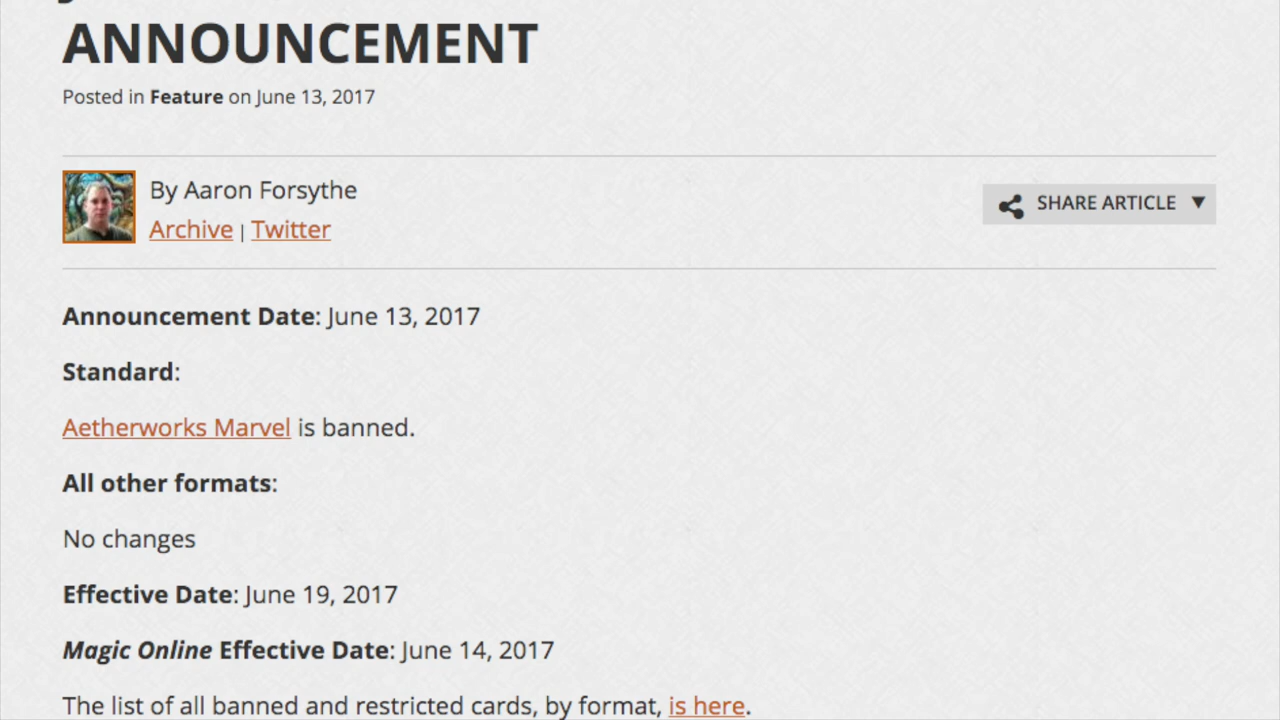 ANNOUNCEMENT
Posted in Feature on June 13, 2017
By Aaron Forsythe
Archive | Twitter
SHARE ARTICLE ▼
Announcement Date: June 13, 2017
Standard:
Aetherworks Marvel is banned.
All other formats:
No changes
Effective Date: June 19, 2017
Magic Online Effective Date: June 14, 2017
The list of all banned and restricted cards, by format, is here.